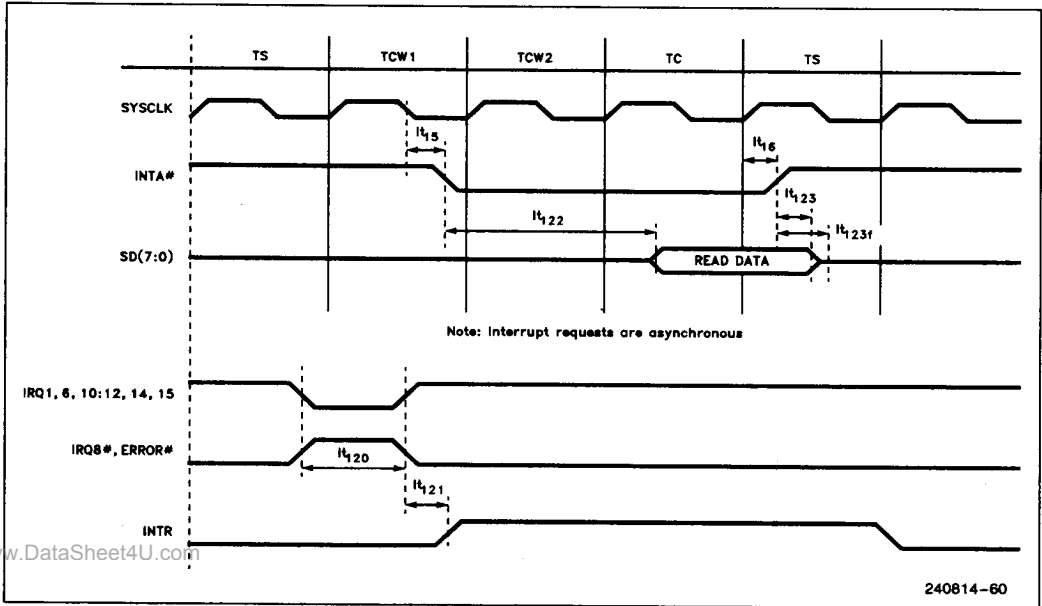 TS TCW1 TCW2 TC TS
SYSCLK
It15 It16
INTA#
It123
It122 It123f
SD(7:0) READ DATA
Note: Interrupt requests are asynchronous
IRQ1, 6, 10:12, 14, 15
IRQ8#, ERROR#
It120
It121
INTR
w.DataSheet4U.com
240814-60